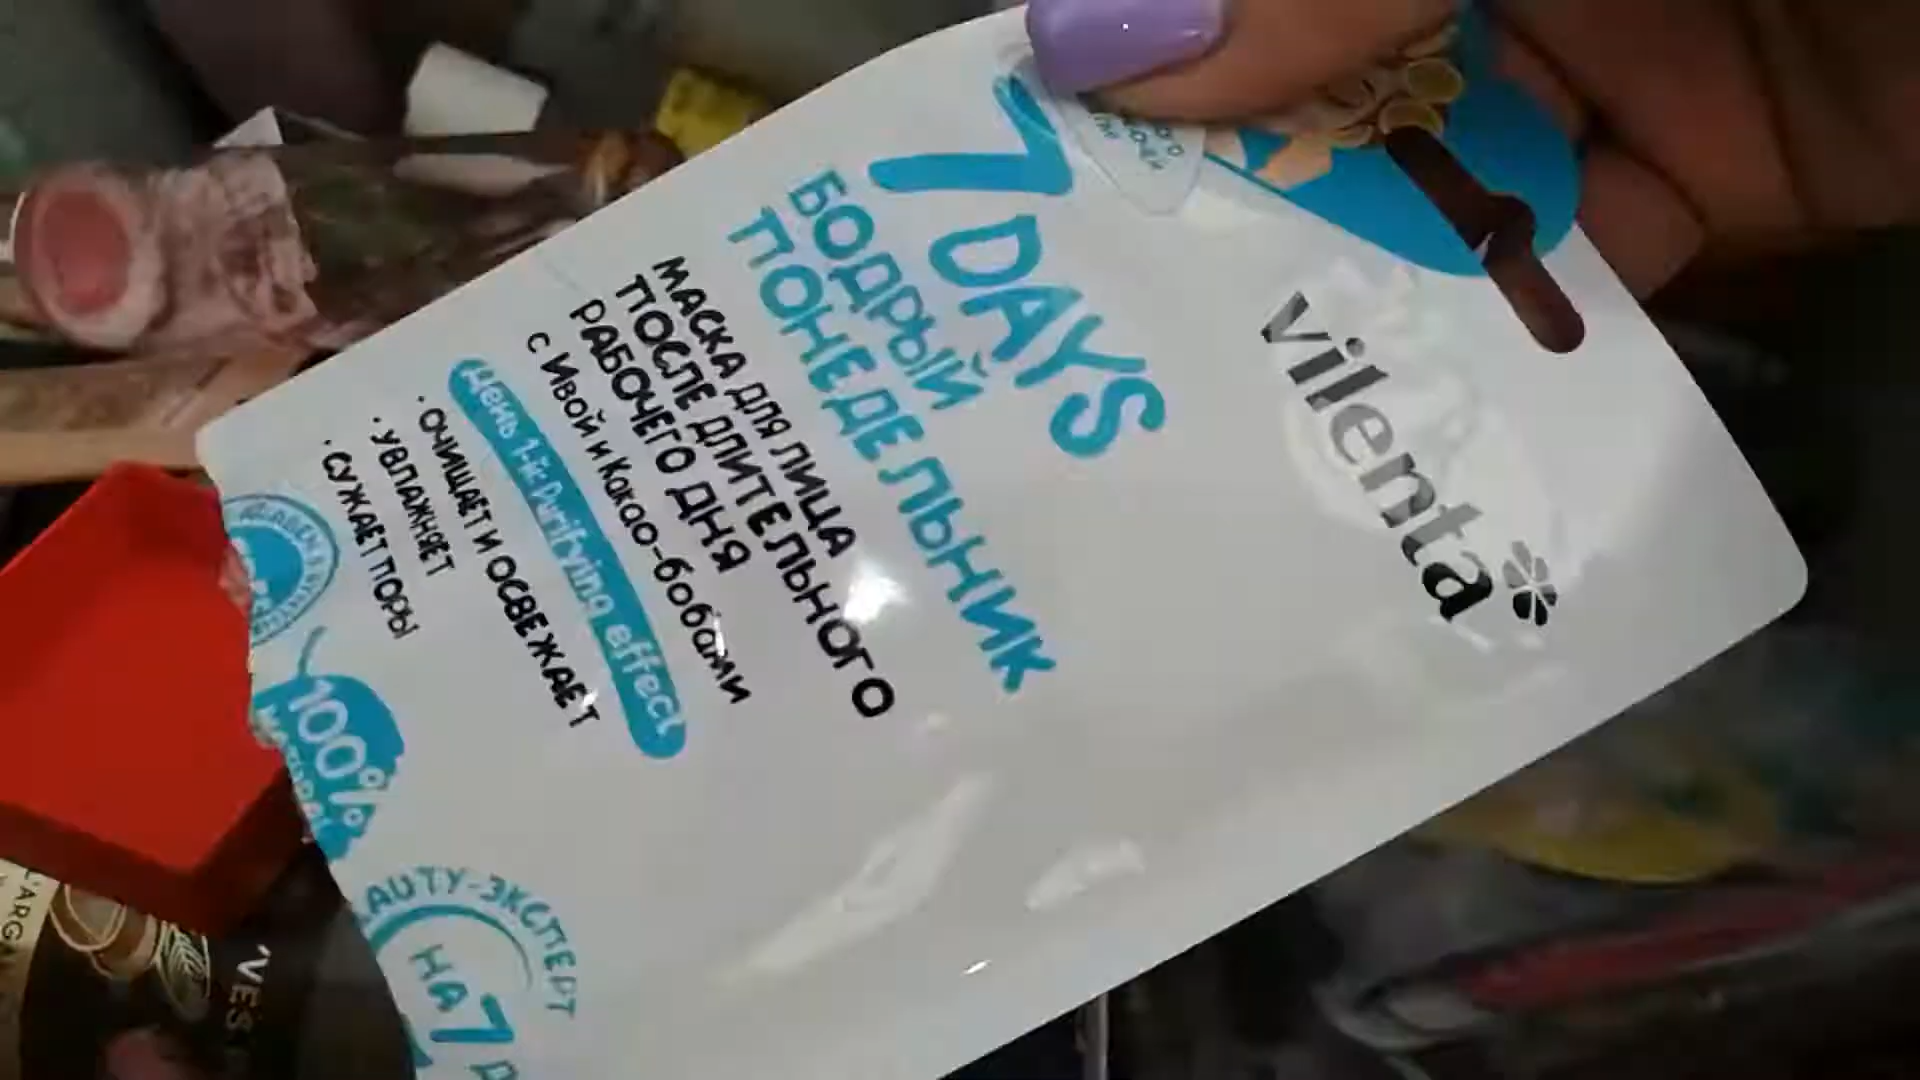 vilenta
7 DAYS
БОДРЫЙ
ПОНЕДЕЛЬНИК
МАСКА ДЛЯ ЛИЦА
ПОСЛЕ ДЛИТЕЛЬНОГО
РАБОЧЕГО ДНЯ
с Ивой и Какао-бобами
День 1-й: Purifying effect
· ОЧИЩАЕТ И ОСВЕЖАЕТ
· УВЛАЖНЯЕТ
· СУЖАЕТ ПОРЫ
100%
BEAUTY-ЭКСПЕРТ
НА 7
L'ARGAN